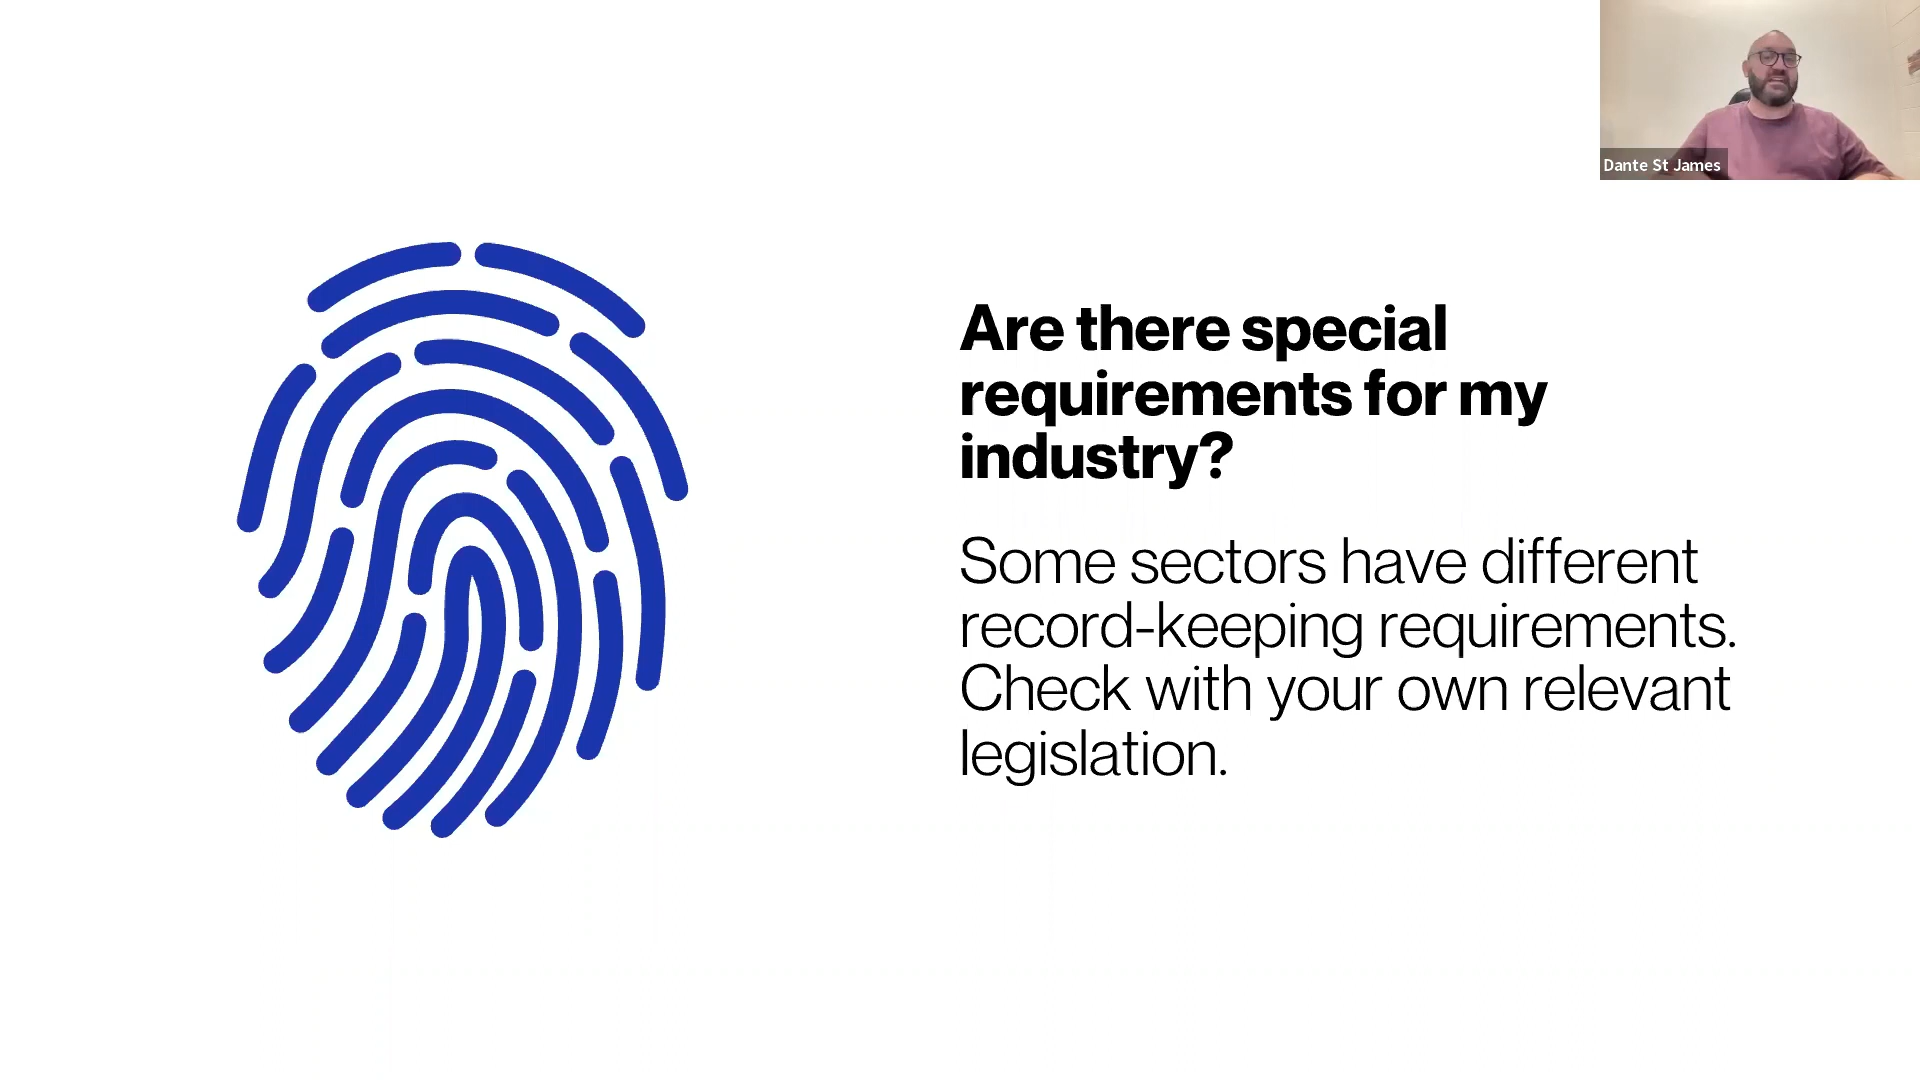 Dante St James
Are there special
requirements for my
industry?
Some sectors have different
record-keeping requirements.
Check with your own relevant
legislation.